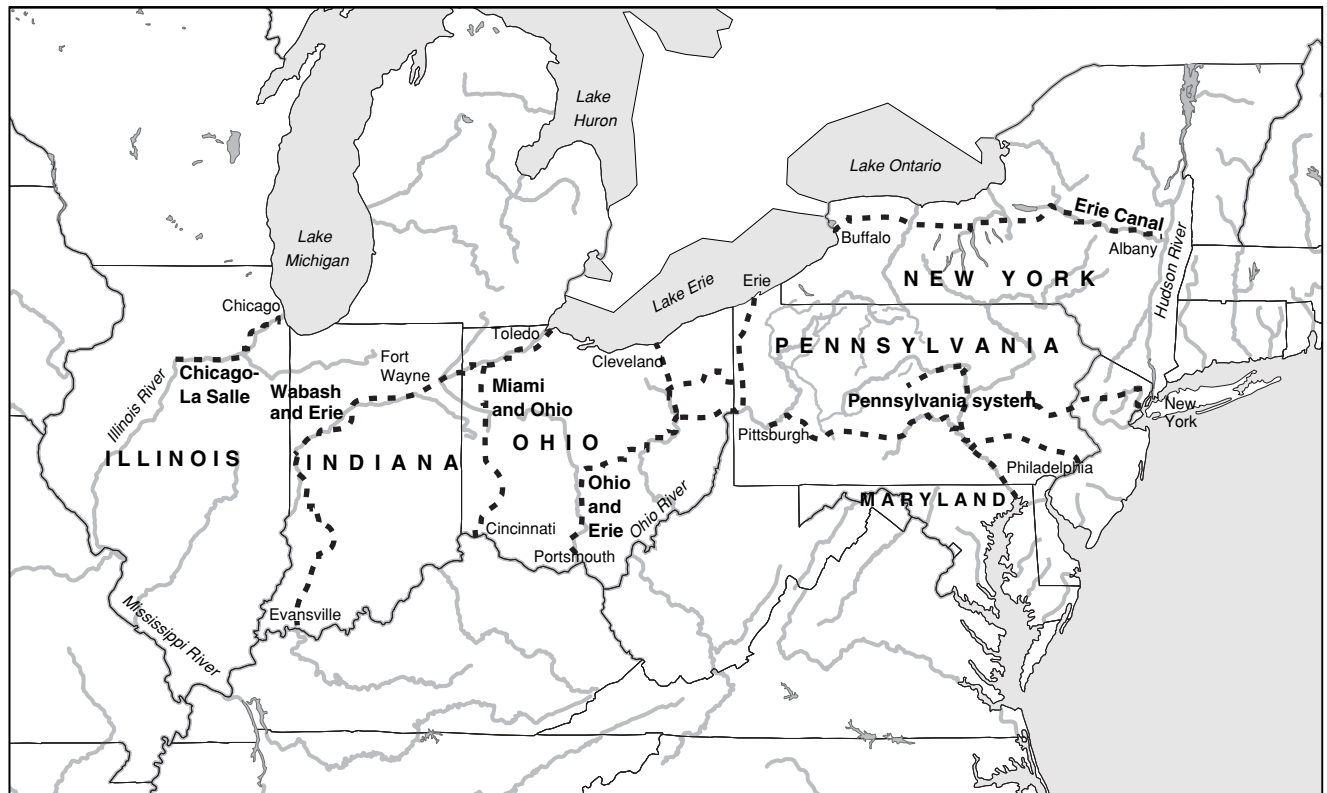 Lake
Huron
Lake Ontario
Erie Canal
Buffalo
Albany
Lake
Michigan
Hudson River
Lake Erie
Erie
NEW YORK
Chicago
Toledo
PENNSYLVANIA
Cleveland
Fort
Wayne
Chicago-
La Salle
Wabash
and Erie
Miami
and Ohio
Pennsylvania system
New
York
Illinois River
Pittsburgh
OHIO
ILLINOIS
INDIANA
Philadelphia
Ohio
and
Erie
Ohio River
MARYLAND
Cincinnati
Portsmouth
Evansville
Mississippi River